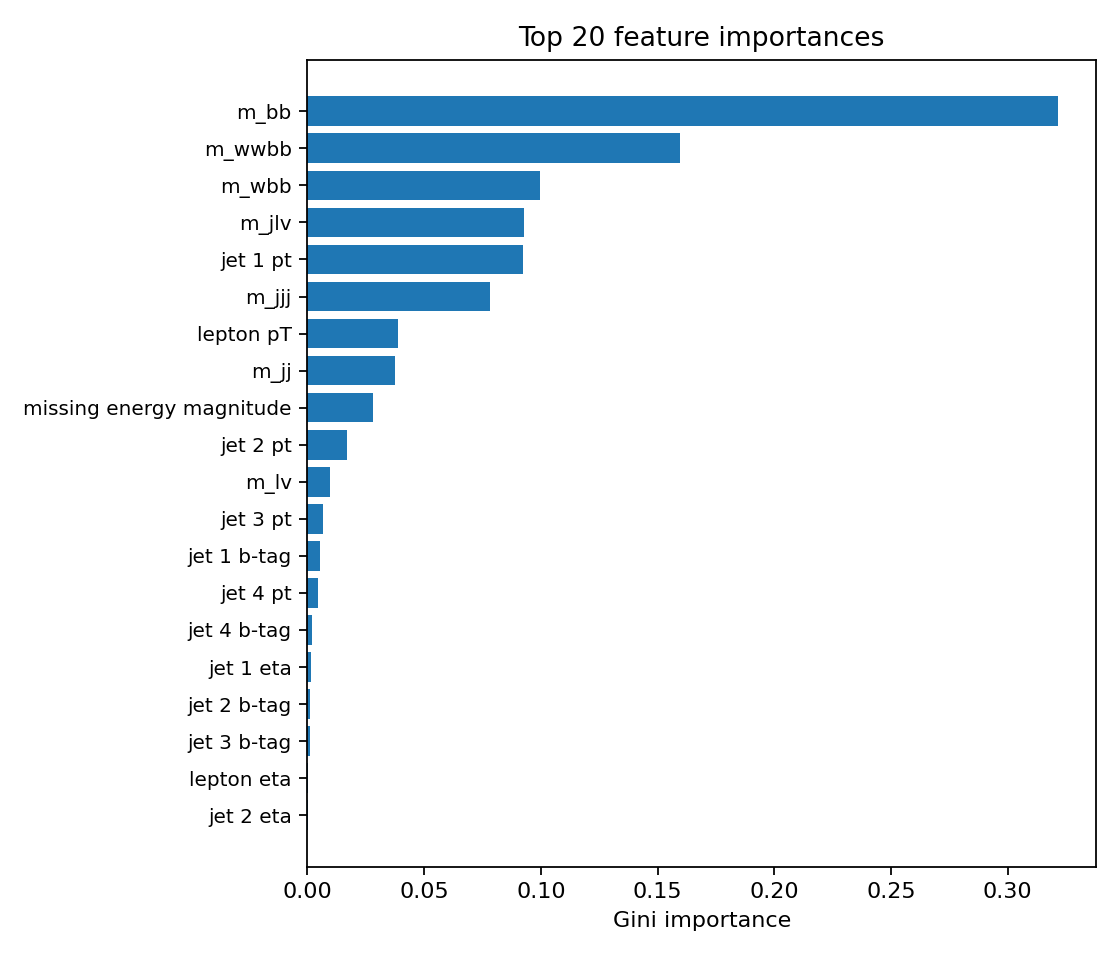 Top 20 feature importances
m_bb
m_wwbb
m_wbb
m_jlv
jet 1 pt
m_jjj
lepton pT
m_jj
missing energy magnitude
jet 2 pt
m_lv
jet 3 pt
jet 1 b-tag
jet 4 pt
jet 4 b-tag
jet 1 eta
jet 2 b-tag
jet 3 b-tag
lepton eta
jet 2 eta
0.00 0.05 0.10 0.15 0.20 0.25 0.30
Gini importance